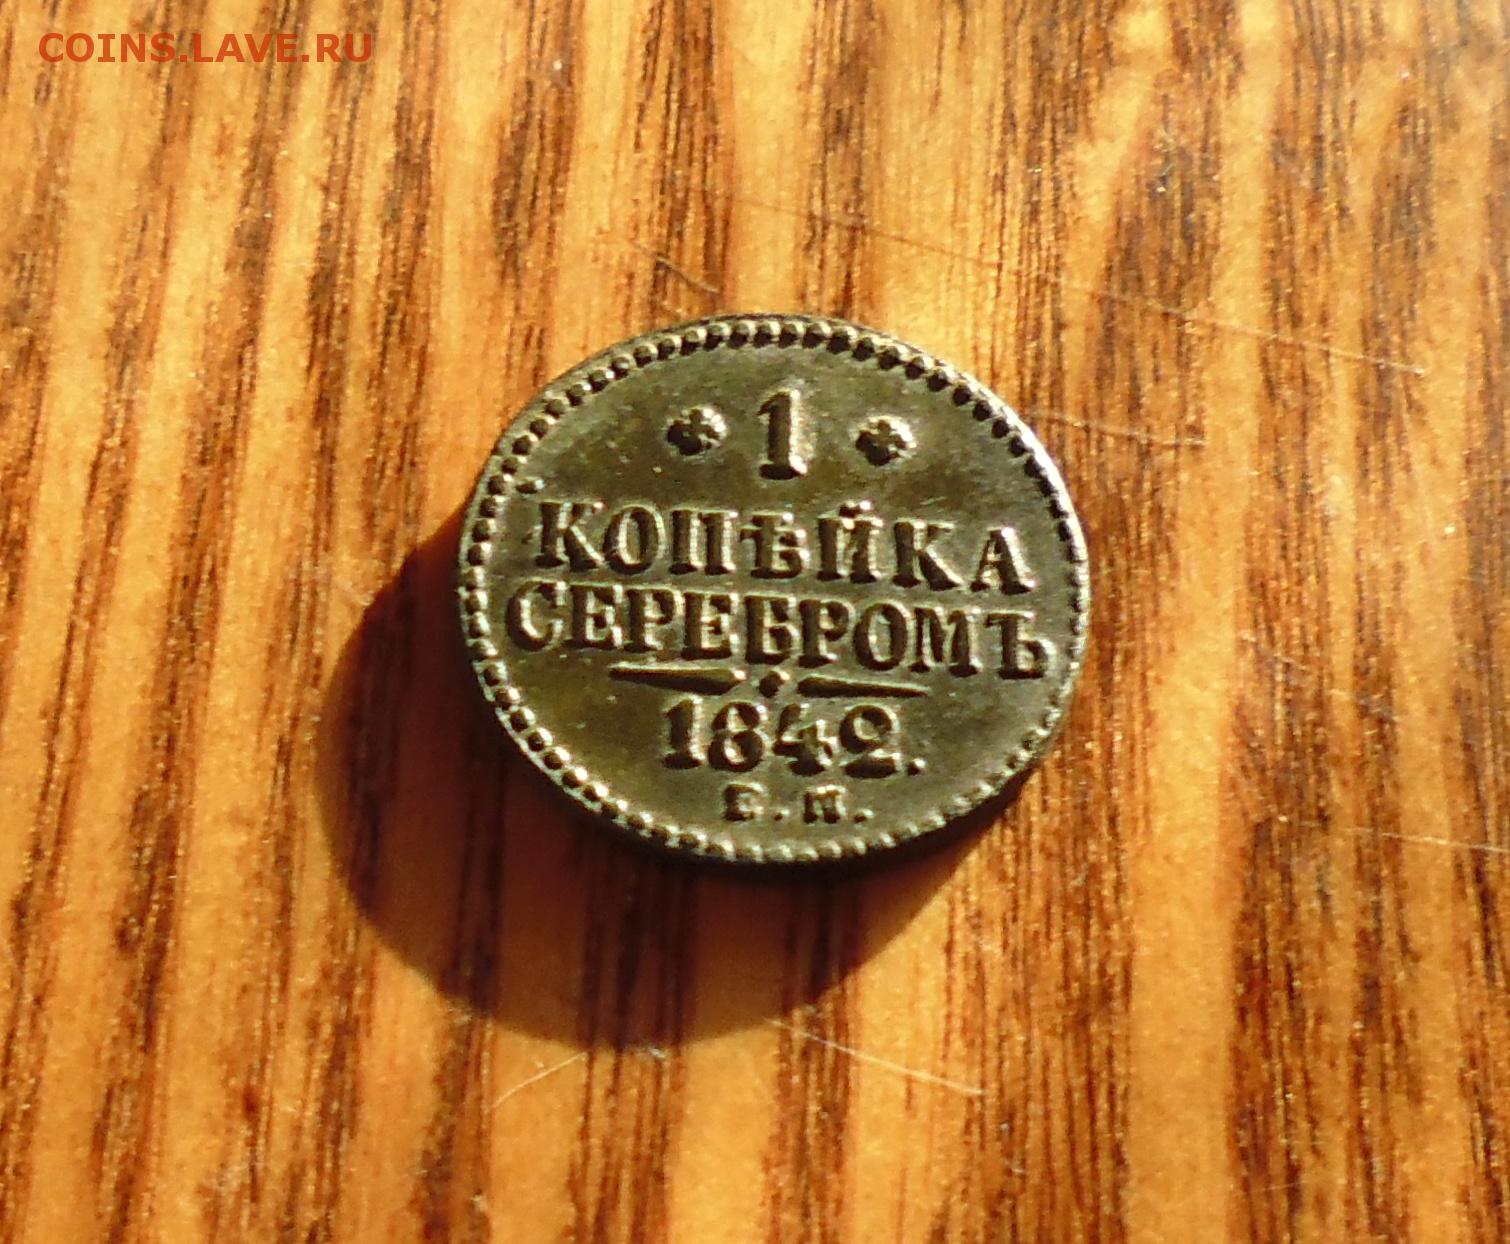 COINS.LAVE.RU
1
КОПѢЙКА
СЕРЕБРОМЪ
1842.
Е.М.